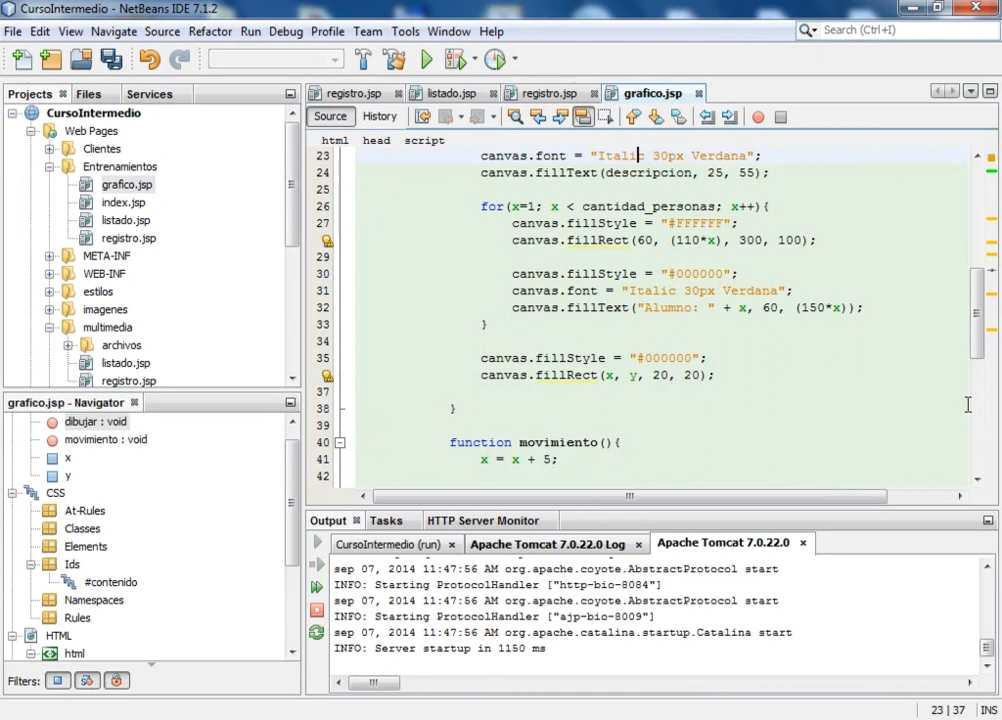 CursoIntermedio - NetBeans IDE 7.1.2
File Edit View Navigate Source Refactor Run Debug Profile Team Tools Window Help
Search (Ctrl+I)
Projects Files Services
registro.jsp listado.jsp registro.jsp grafico.jsp
CursoIntermedio
Web Pages
Clientes
Entrenamientos
grafico.jsp
index.jsp
listado.jsp
registro.jsp
META-INF
WEB-INF
estilos
imagenes
multimedia
archivos
listado.jsp
registro.jsp
Source History
html head script
23 canvas.font = "Italic 30px Verdana";
24 canvas.fillText(descripcion, 25, 55);
25
26 for(x=1; x < cantidad_personas; x++){
27 canvas.fillStyle = "#FFFFFF";
28 canvas.fillRect(60, (110*x), 300, 100);
29
30 canvas.fillStyle = "#000000";
31 canvas.font = "Italic 30px Verdana";
32 canvas.fillText("Alumno: " + x, 60, (150*x));
33 }
34
35 canvas.fillStyle = "#000000";
canvas.fillRect(x, y, 20, 20);
37
38 }
39
40 function movimiento(){
41 x = x + 5;
42
grafico.jsp - Navigator
dibujar : void
movimiento : void
x
y
CSS
At-Rules
Classes
Elements
Ids
#contenido
Namespaces
Rules
HTML
html
Filters:
Output Tasks HTTP Server Monitor
CursoIntermedio (run) Apache Tomcat 7.0.22.0 Log Apache Tomcat 7.0.22.0
sep 07, 2014 11:47:56 AM org.apache.coyote.AbstractProtocol start
INFO: Starting ProtocolHandler ["http-bio-8084"]
sep 07, 2014 11:47:56 AM org.apache.coyote.AbstractProtocol start
INFO: Starting ProtocolHandler ["ajp-bio-8009"]
sep 07, 2014 11:47:56 AM org.apache.catalina.startup.Catalina start
INFO: Server startup in 1150 ms
23 | 37 INS